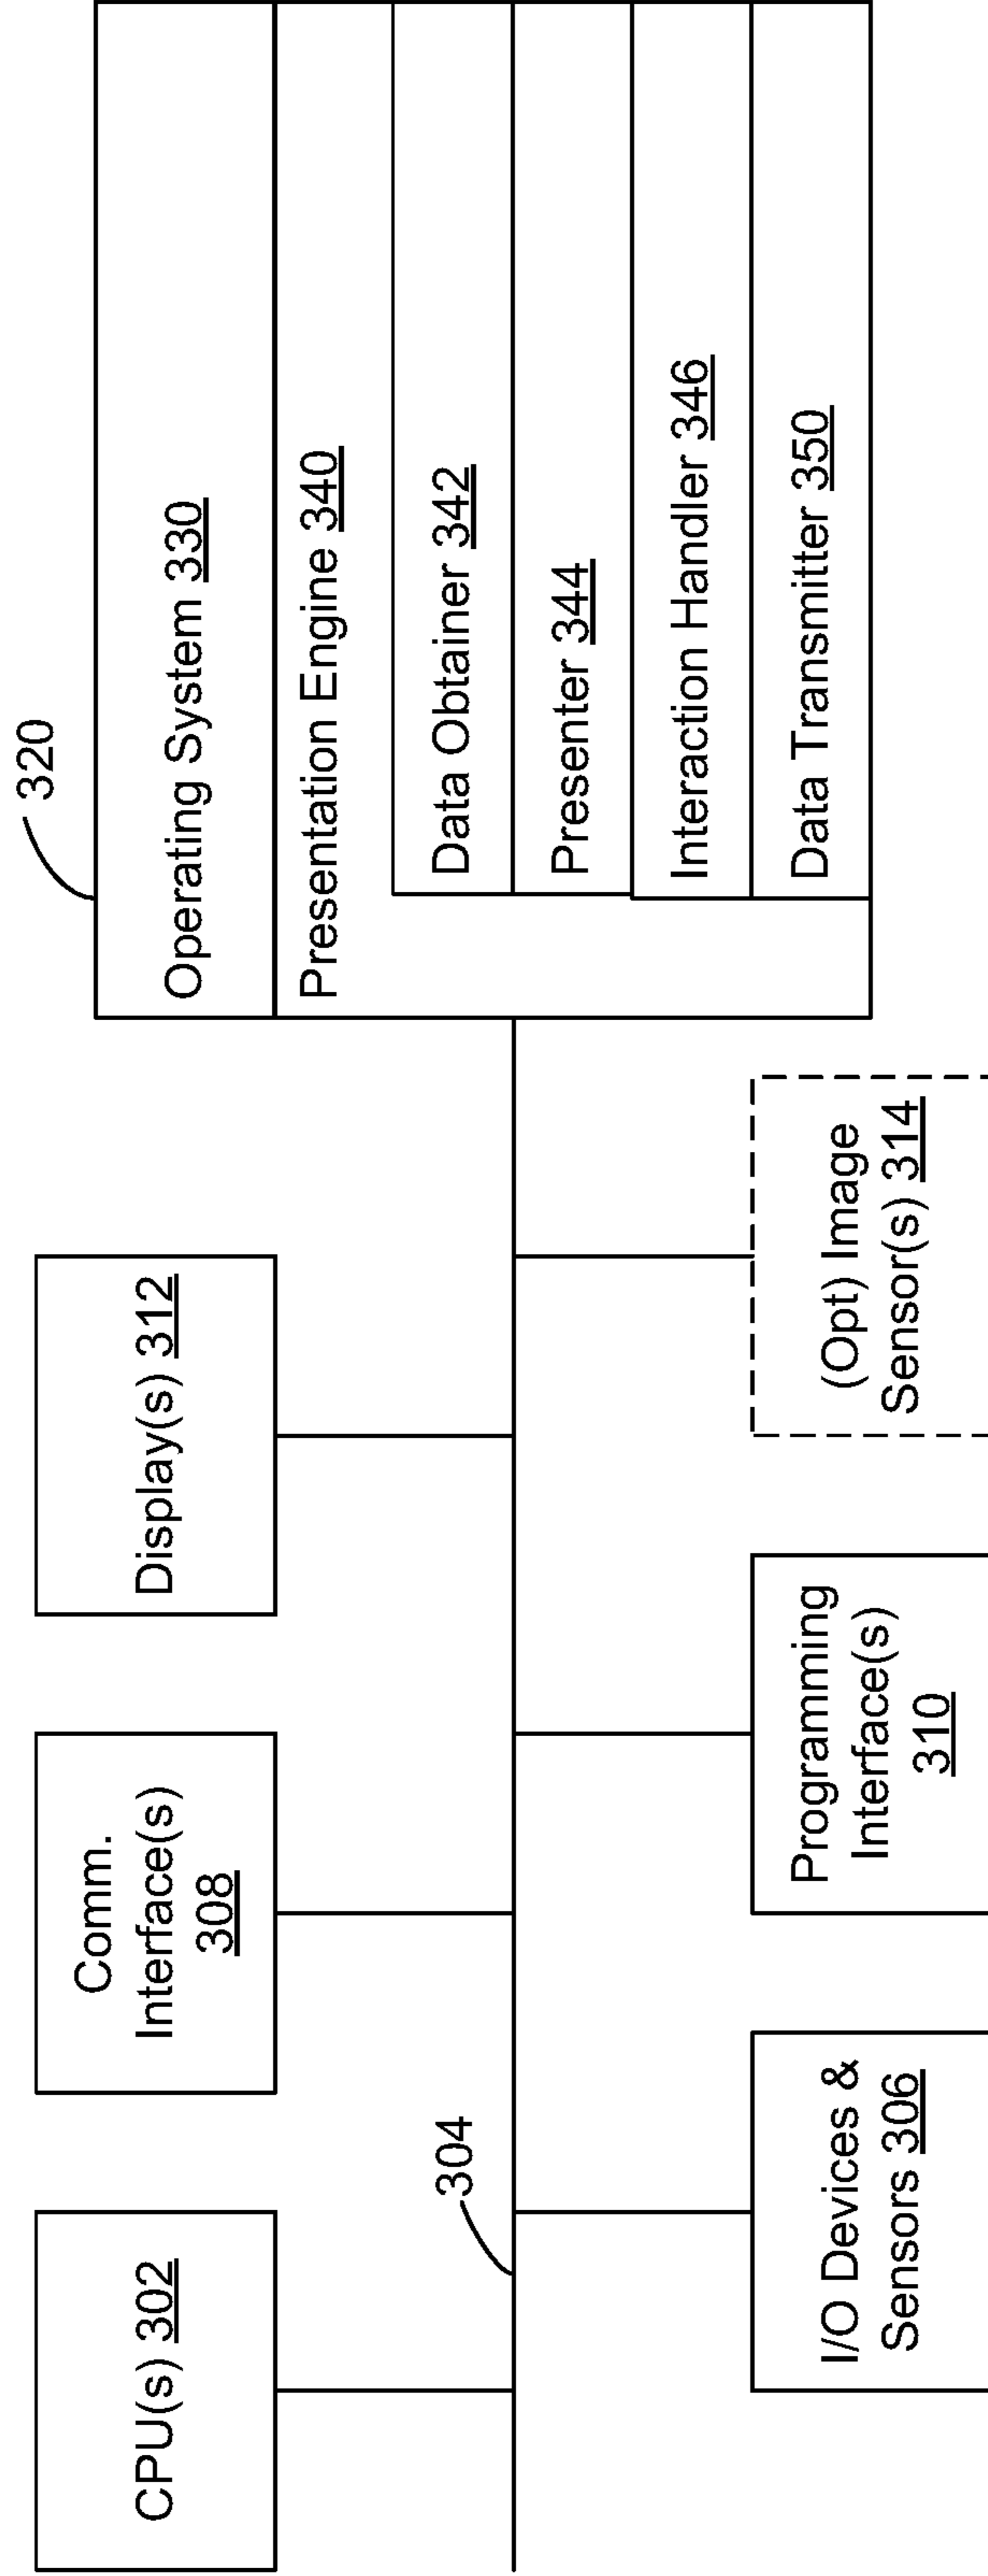 CPU(s) 302
Comm.
Interface(s)
308
Display(s) 312
304
I/O Devices &
Sensors 306
Programming
Interface(s)
310
(Opt) Image
Sensor(s) 314
320
Operating System 330
Presentation Engine 340
Data Obtainer 342
Presenter 344
Interaction Handler 346
Data Transmitter 350